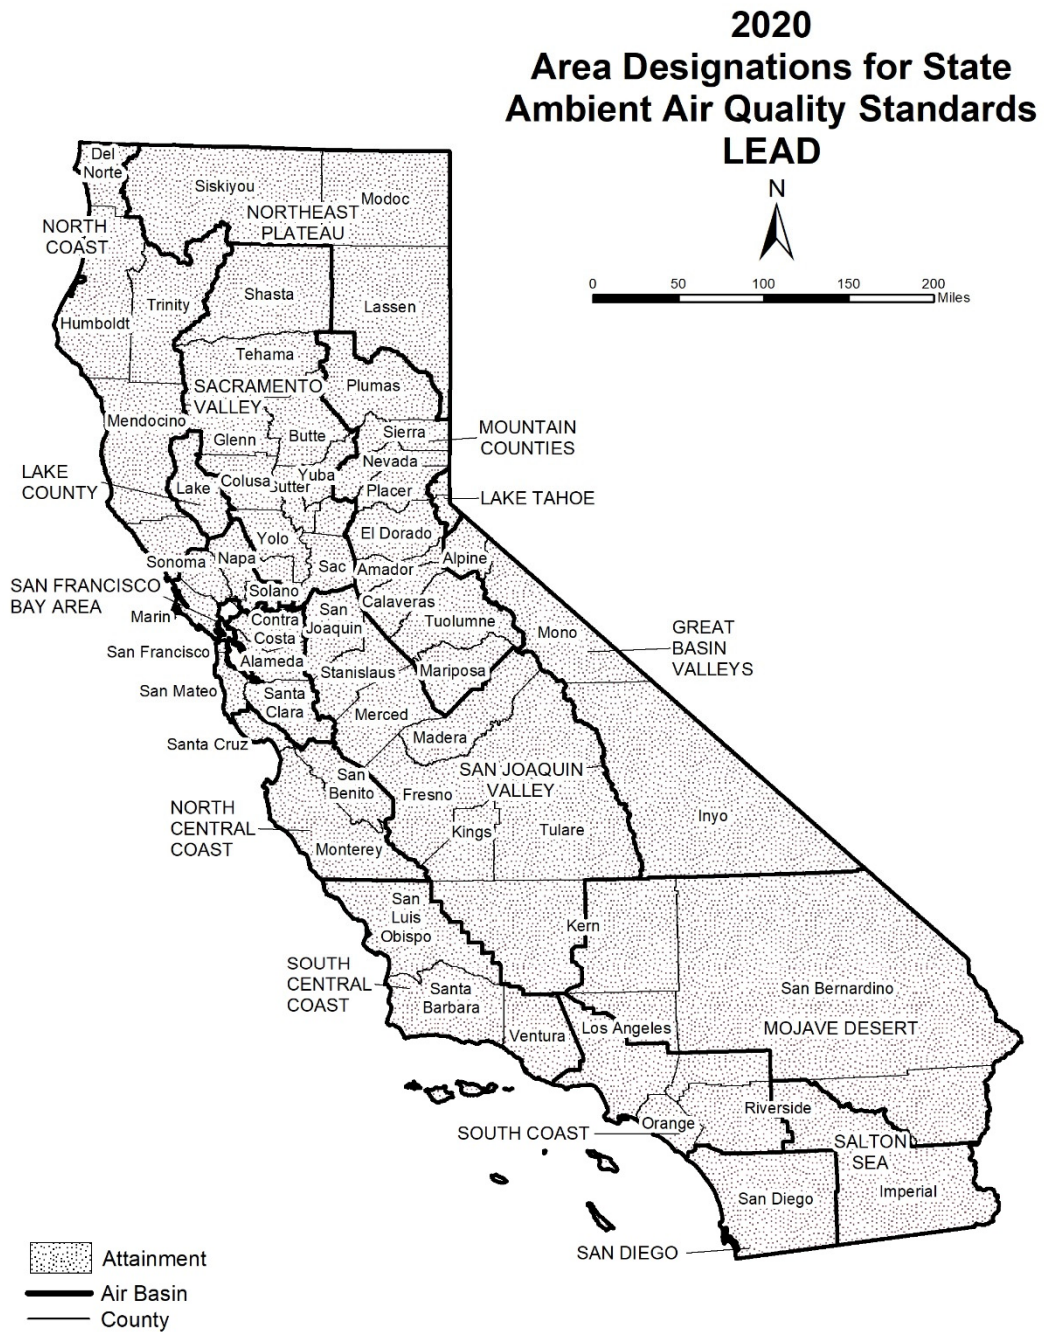 2020
Area Designations for State
Ambient Air Quality Standards
LEAD
N
0 50 100 150 200
Miles
Del
Norte
Siskiyou
Modoc
NORTHEAST
PLATEAU
NORTH
COAST
Shasta
Trinity
Lassen
Humboldt
Tehama
Plumas
SACRAMENTO
VALLEY
Mendocino
Glenn
Butte
Sierra
MOUNTAIN
COUNTIES
Nevada
LAKE
COUNTY
Lake
Colusa
Sutter
Yuba
Placer
LAKE TAHOE
El Dorado
Yolo
Sonoma
Napa
Sac
Amador
Alpine
SAN FRANCISCO
BAY AREA
Solano
Calaveras
Marin
Contra
Costa
San
Joaquin
Tuolumne
Mono
GREAT
BASIN
VALLEYS
San Francisco
Alameda
Stanislaus
Mariposa
San Mateo
Santa
Clara
Merced
Santa Cruz
Madera
San
Benito
SAN JOAQUIN
VALLEY
Fresno
NORTH
CENTRAL
COAST
Monterey
Kings
Tulare
Inyo
San
Luis
Obispo
Kern
SOUTH
CENTRAL
COAST
Santa
Barbara
San Bernardino
Ventura
Los Angeles
MOJAVE DESERT
Riverside
Orange
SOUTH COAST
SALTON
SEA
San Diego
Imperial
SAN DIEGO
Attainment
Air Basin
County